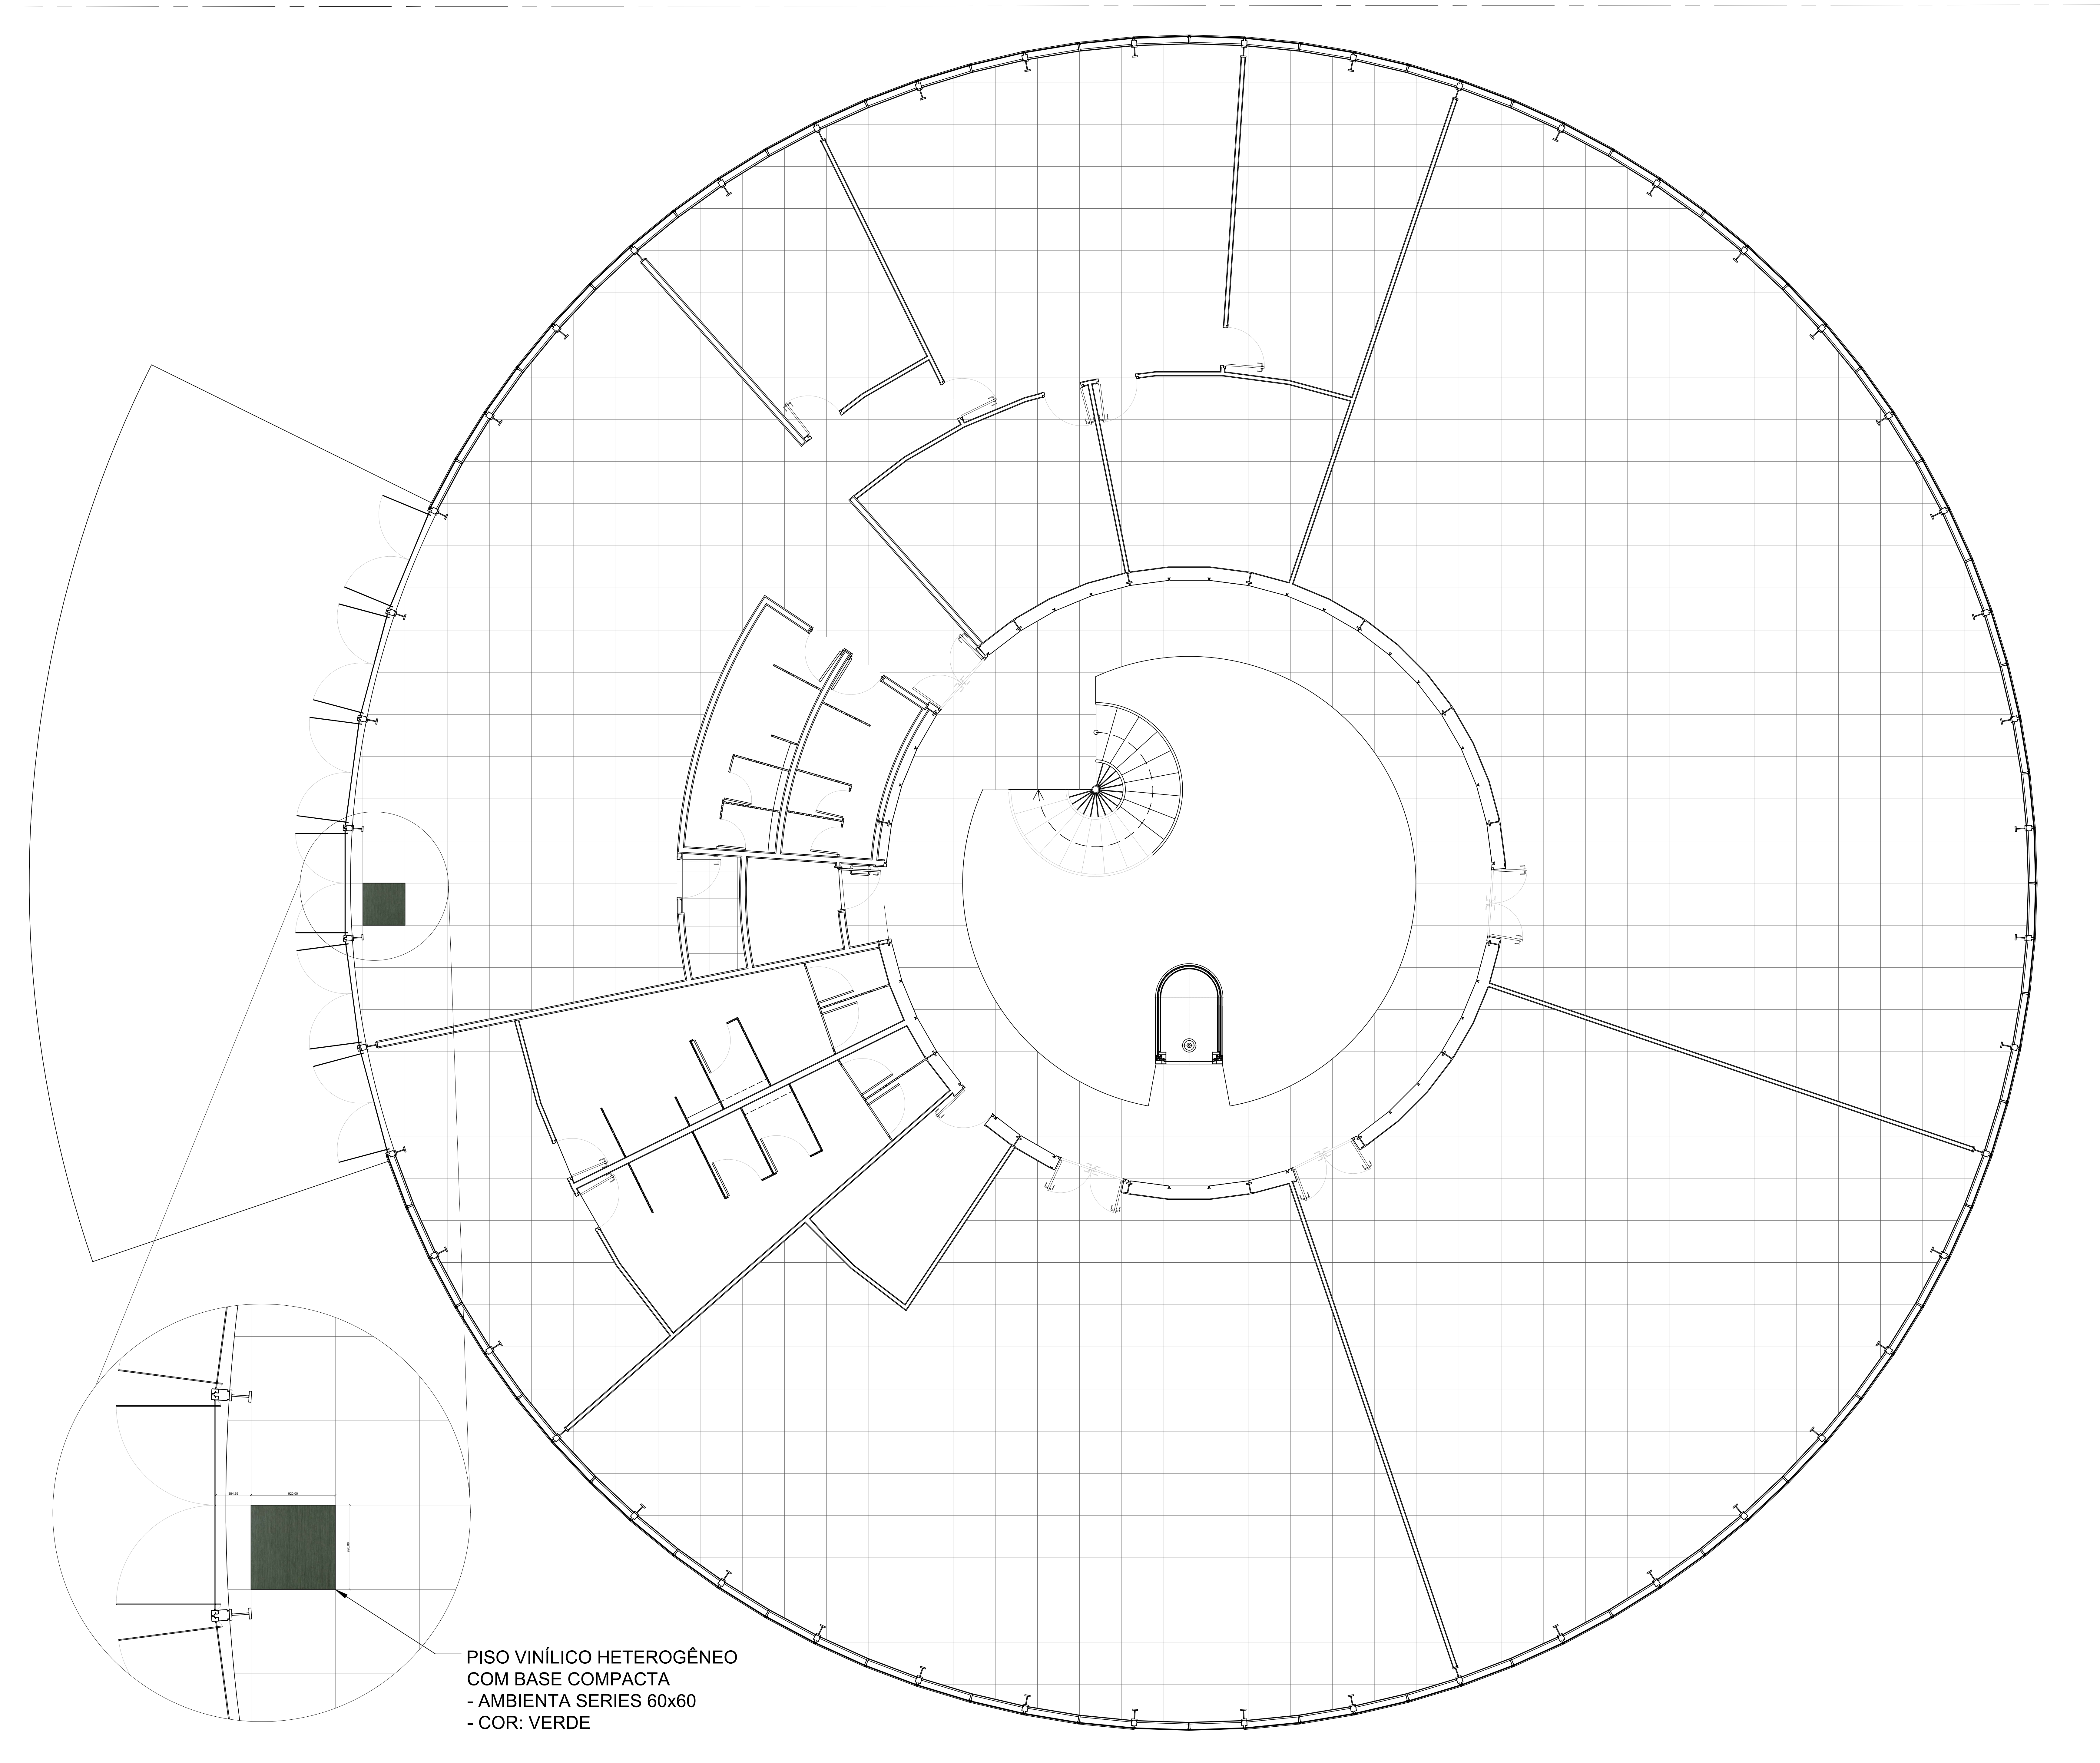 PISO VINÍLICO HETEROGÊNEO
COM BASE COMPACTA
- AMBIENTA SERIES 60x60
- COR: VERDE